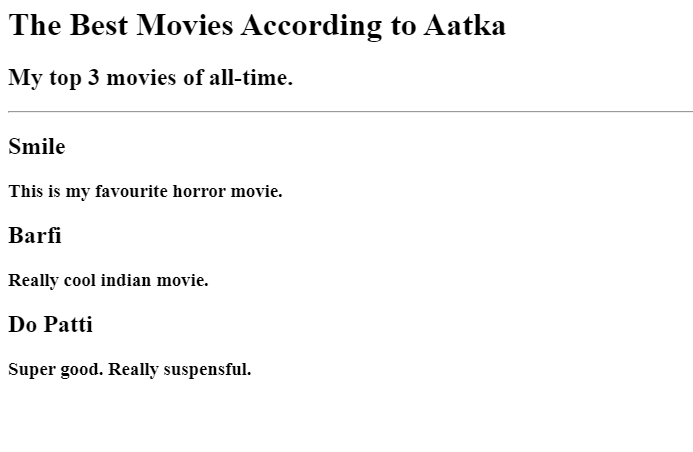 The Best Movies According to Aatka
My top 3 movies of all-time.
Smile
This is my favourite horror movie.
Barfi
Really cool indian movie.
Do Patti
Super good. Really suspensful.